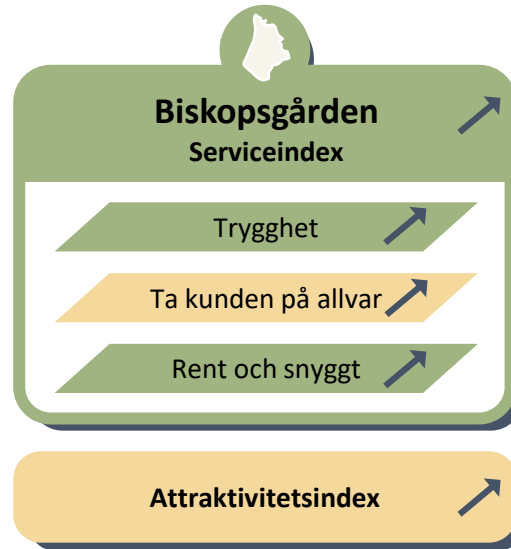 Biskopsgården
Serviceindex
Trygghet
Ta kunden på allvar
Rent och snyggt
Attraktivitetsindex